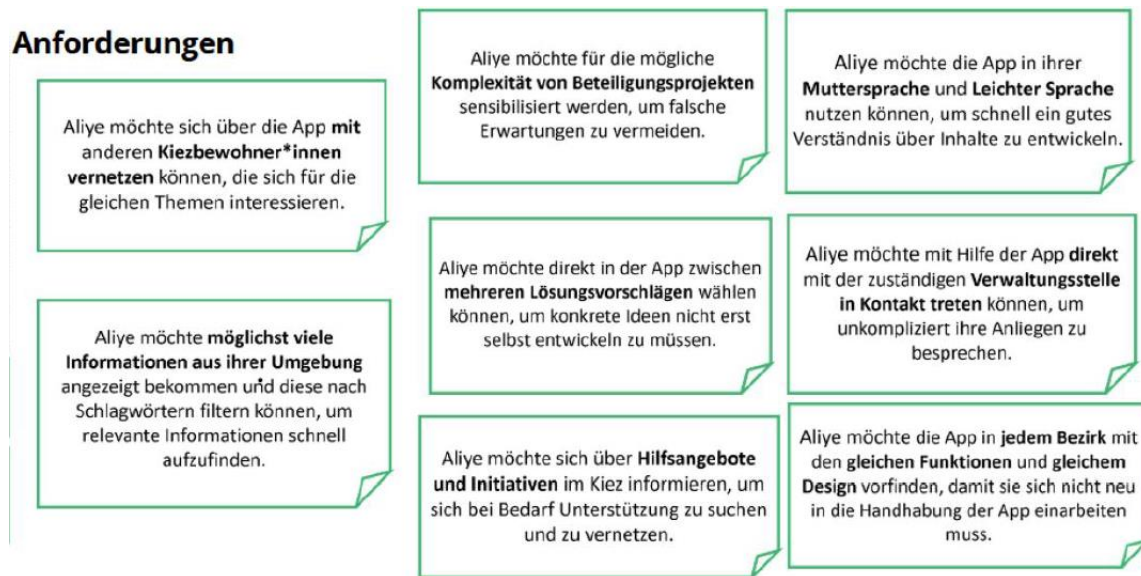 Anforderungen
Aliye möchte sich über die App mit
anderen Kiezbewohner*innen
vernetzen können, die sich für die
gleichen Themen interessieren.
Aliye möchte möglichst viele
Informationen aus ihrer Umgebung
angezeigt bekommen und diese nach
Schlagwörtern filtern können, um
relevante Informationen schnell
aufzufinden.
Aliye möchte für die mögliche
Komplexität von Beteiligungsprojekten
sensibilisiert werden, um falsche
Erwartungen zu vermeiden.
Aliye möchte direkt in der App zwischen
mehreren Lösungsvorschlägen wählen
können, um konkrete Ideen nicht erst
selbst entwickeln zu müssen.
Aliye möchte sich über Hilfsangebote
und Initiativen im Kiez informieren, um
sich bei Bedarf Unterstützung zu suchen
und zu vernetzen.
Aliye möchte die App in ihrer
Muttersprache und Leichter Sprache
nutzen können, um schnell ein gutes
Verständnis über Inhalte zu entwickeln.
Aliye möchte mit Hilfe der App direkt
mit der zuständigen Verwaltungsstelle
in Kontakt treten können, um
unkompliziert ihre Anliegen zu
besprechen.
Aliye möchte die App in jedem Bezirk mit
den gleichen Funktionen und gleichem
Design vorfinden, damit sie sich nicht neu
in die Handhabung der App einarbeiten
muss.